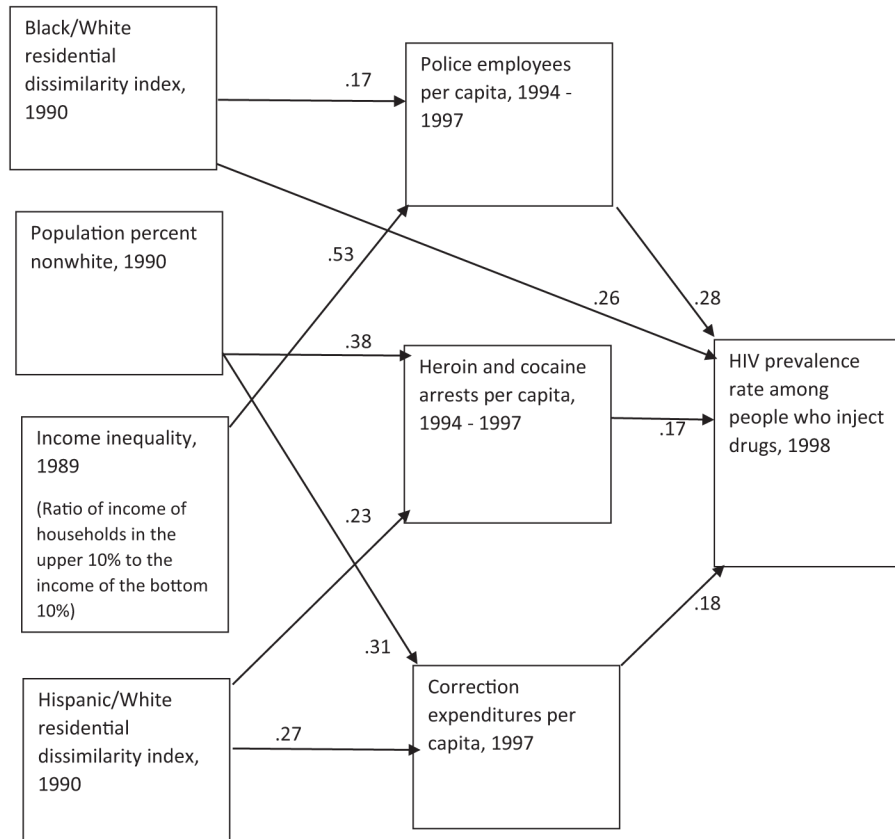 Black/White
residential
dissimilarity index,
1990
.17
Police employees
per capita, 1994 -
1997
Population percent
nonwhite, 1990
.53
.26
.28
.38
Heroin and cocaine
arrests per capita,
1994 - 1997
.17
HIV prevalence
rate among
people who inject
drugs, 1998
Income inequality,
1989
(Ratio of income of
households in the
upper 10% to the
income of the bottom
10%)
.23
.31
.18
Hispanic/White
residential
dissimilarity index,
1990
.27
Correction
expenditures per
capita, 1997